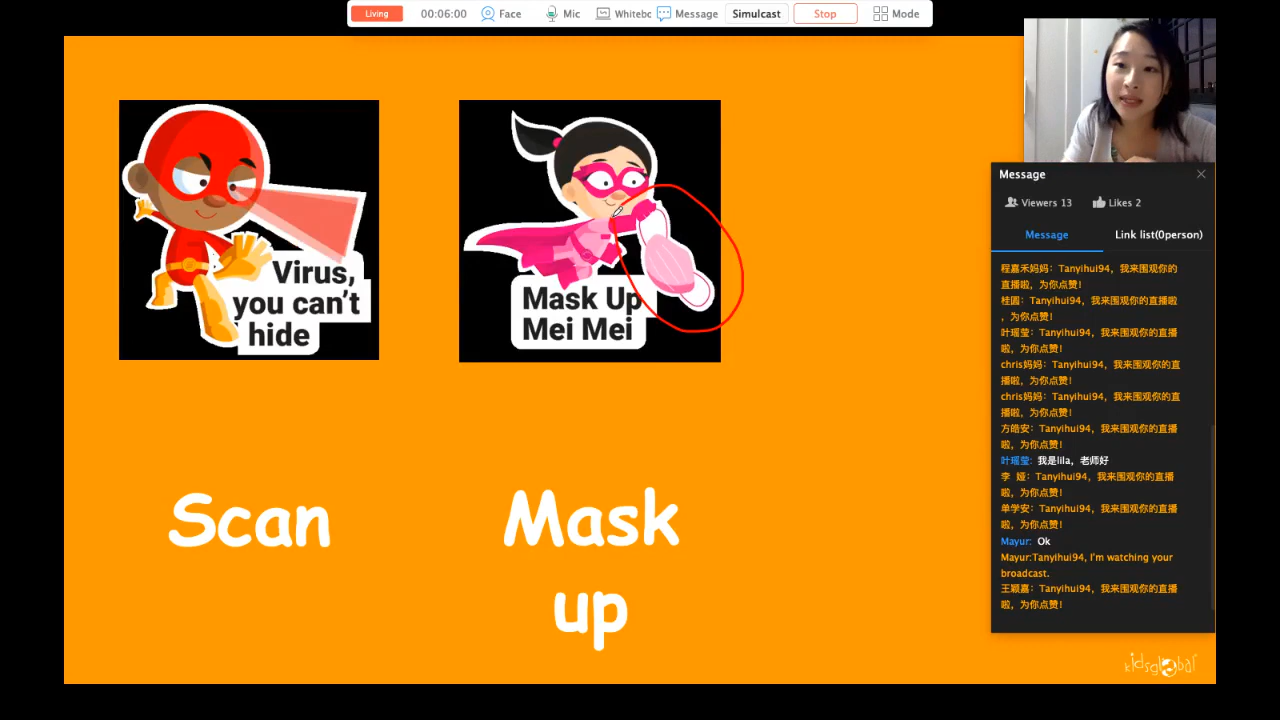 Living
00:06:00
Face
Mic
Whitebc
Message
Simulcast
Stop
Mode
Virus,
you can't
hide
Mask Up
Mei Mei
Scan
Mask
up
Message
Viewers 13
Likes 2
Message
Link list(0person)
程嘉禾妈妈：Tanyihui94，我来围观你的
直播啦，为你点赞！
桂圆：Tanyihui94，我来围观你的直播啦
，为你点赞！
叶瑶莹：Tanyihui94，我来围观你的直播
啦，为你点赞！
chris妈妈：Tanyihui94，我来围观你的直
播啦，为你点赞！
chris妈妈：Tanyihui94，我来围观你的直
播啦，为你点赞！
方皓安：Tanyihui94，我来围观你的直播
啦，为你点赞！
叶瑶莹：我是lila，老师好
李 娅：Tanyihui94，我来围观你的直播
啦，为你点赞！
单学安：Tanyihui94，我来围观你的直播
啦，为你点赞！
Mayur: Ok
Mayur:Tanyihui94, I'm watching your
broadcast.
王颖嘉：Tanyihui94，我来围观你的直播
啦，为你点赞！
kidsglobal